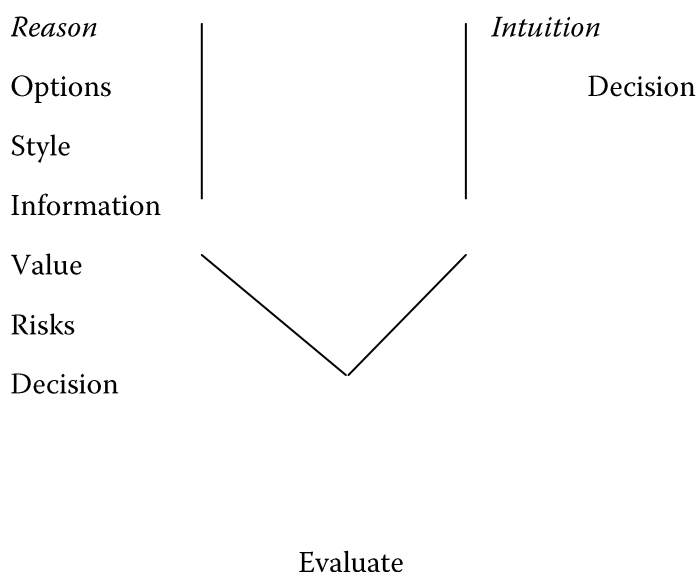 Reason
Intuition
Options
Decision
Style
Information
Value
Risks
Decision
Evaluate